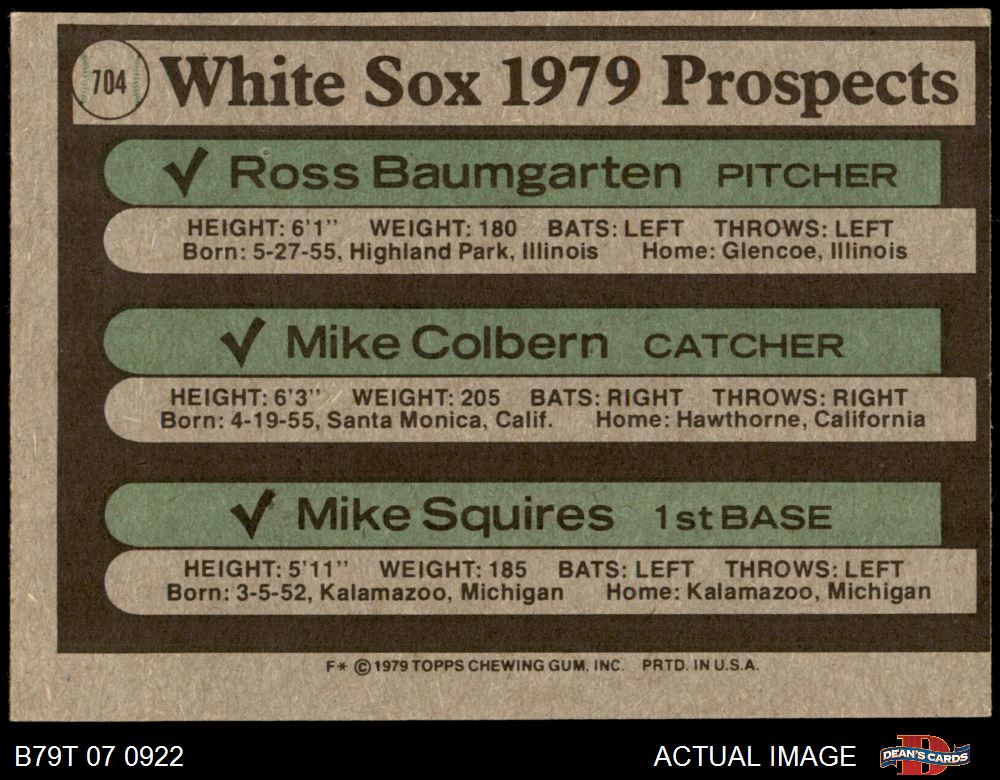 704 White Sox 1979 Prospects
✓ Ross Baumgarten PITCHER
HEIGHT: 6'1" WEIGHT: 180 BATS: LEFT THROWS: LEFT
Born: 5-27-55, Highland Park, Illinois Home: Glencoe, Illinois
✓ Mike Colbern CATCHER
HEIGHT: 6'3" WEIGHT: 205 BATS: RIGHT THROWS: RIGHT
Born: 4-19-55, Santa Monica, Calif. Home: Hawthorne, California
✓ Mike Squires 1st BASE
HEIGHT: 5'11" WEIGHT: 185 BATS: LEFT THROWS: LEFT
Born: 3-5-52, Kalamazoo, Michigan Home: Kalamazoo, Michigan
F* © 1979 TOPPS CHEWING GUM. INC. PRTD. IN U.S.A.
B79T 07 0922 ACTUAL IMAGE D DEAN'S CARDS